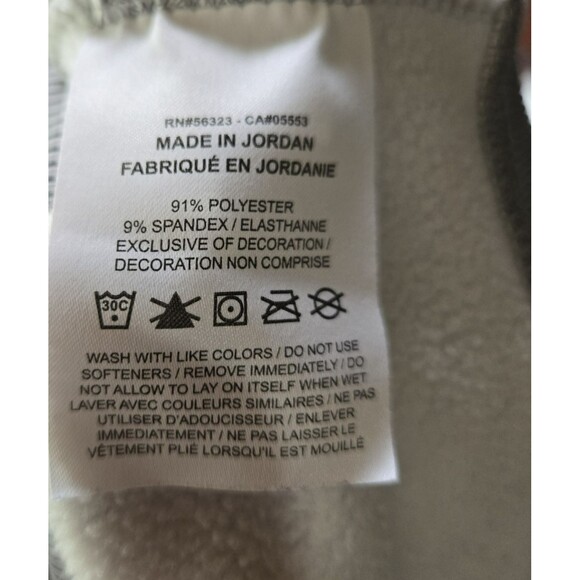 RN#56323 - CA#05553
MADE IN JORDAN
FABRIQUÉ EN JORDANIE
91% POLYESTER
9% SPANDEX / ELASTHANNE
EXCLUSIVE OF DECORATION /
DECORATION NON COMPRISE
30C
WASH WITH LIKE COLORS / DO NOT USE
SOFTENERS / REMOVE IMMEDIATELY / DO
NOT ALLOW TO LAY ON ITSELF WHEN WET
LAVER AVEC COULEURS SIMILAIRES / NE PAS
UTILISER D'ADOUCISSEUR / ENLEVER
IMMEDIATEMENT / NE PAS LAISSER LE
VÊTEMENT PLIÉ LORSQU'IL EST MOUILLÉ